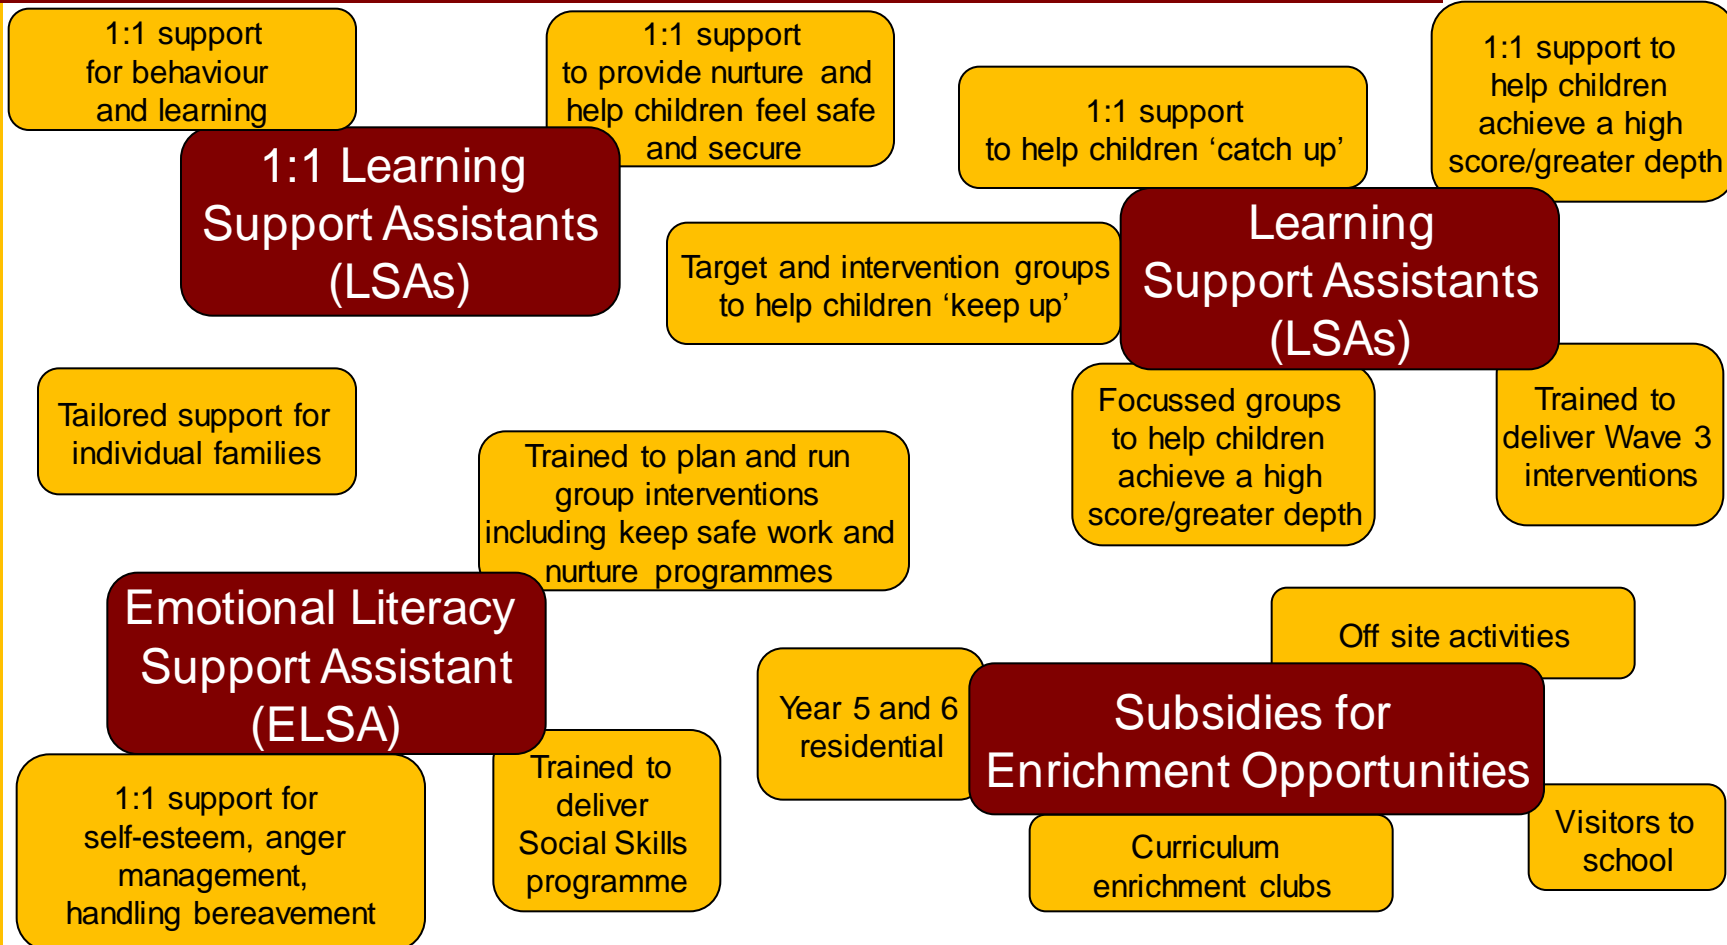 1:1 support
for behaviour
and learning
1:1 support
to provide nurture and
help children feel safe
and secure
1:1 Learning
Support Assistants
(LSAs)
1:1 support
to help children ‘catch up’
1:1 support to
help children
achieve a high
score/greater depth
Target and intervention groups
to help children ‘keep up’
Learning
Support Assistants
(LSAs)
Focussed groups
to help children
achieve a high
score/greater depth
Trained to
deliver Wave 3
interventions
Tailored support for
individual families
Trained to plan and run
group interventions
including keep safe work and
nurture programmes
Emotional Literacy
Support Assistant
(ELSA)
1:1 support for
self-esteem, anger
management,
handling bereavement
Trained to
deliver
Social Skills
programme
Off site activities
Year 5 and 6
residential
Subsidies for
Enrichment Opportunities
Curriculum
enrichment clubs
Visitors to
school